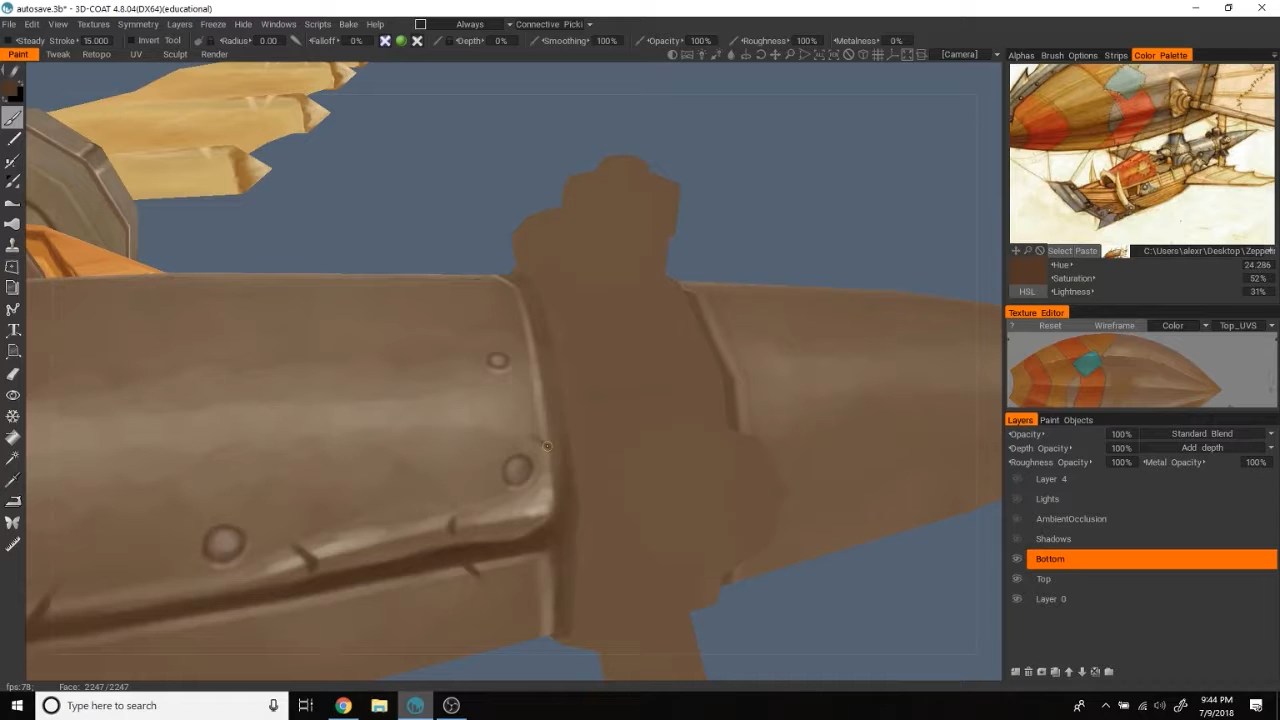 autosave.3b* - 3D-COAT 4.8.04(DX64)(educational)
File Edit View Textures Symmetry Layers Freeze Hide Windows Scripts Bake Help Always Connective Picki
Steady Stroke 15.000 Invert Tool Radius 0.00 Falloff 0% Depth 0% Smoothing 100% Opacity 100% Roughness 100% Metalness 0%
Paint Tweak Retopo UV Sculpt Render [Camera] Alphas Brush Options Strips Color Palette
Select Paste C:\Users\alexr\Desktop\Zeppeli
Hue 24.286
Saturation 52%
HSL Lightness 31%
Texture Editor
? Reset Wireframe Color Top_UVS
Layers Paint Objects
Opacity 100% Standard Blend
Depth Opacity 100% Add depth
Roughness Opacity 100% Metal Opacity 100%
Layer 4
Lights
AmbientOcclusion
Shadows
Bottom
Top
Layer 0
fps:78; Face: 2247/2247
Type here to search
9:44 PM
7/9/2018